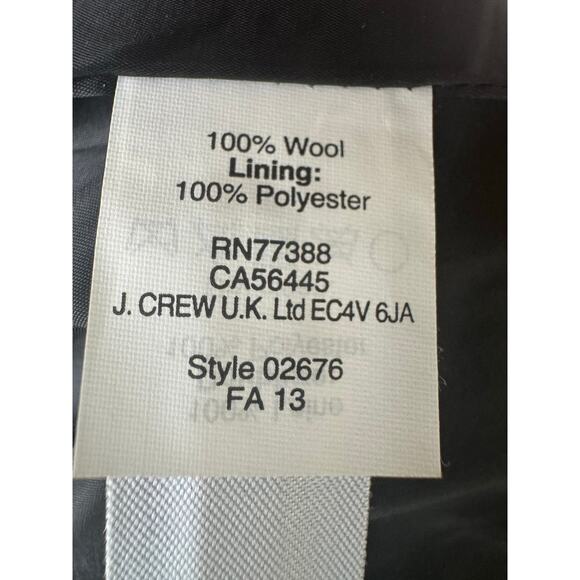 100% Wool
Lining:
100% Polyester
RN77388
CA56445
J. CREW U.K. Ltd EC4V 6JA
Style 02676
FA 13